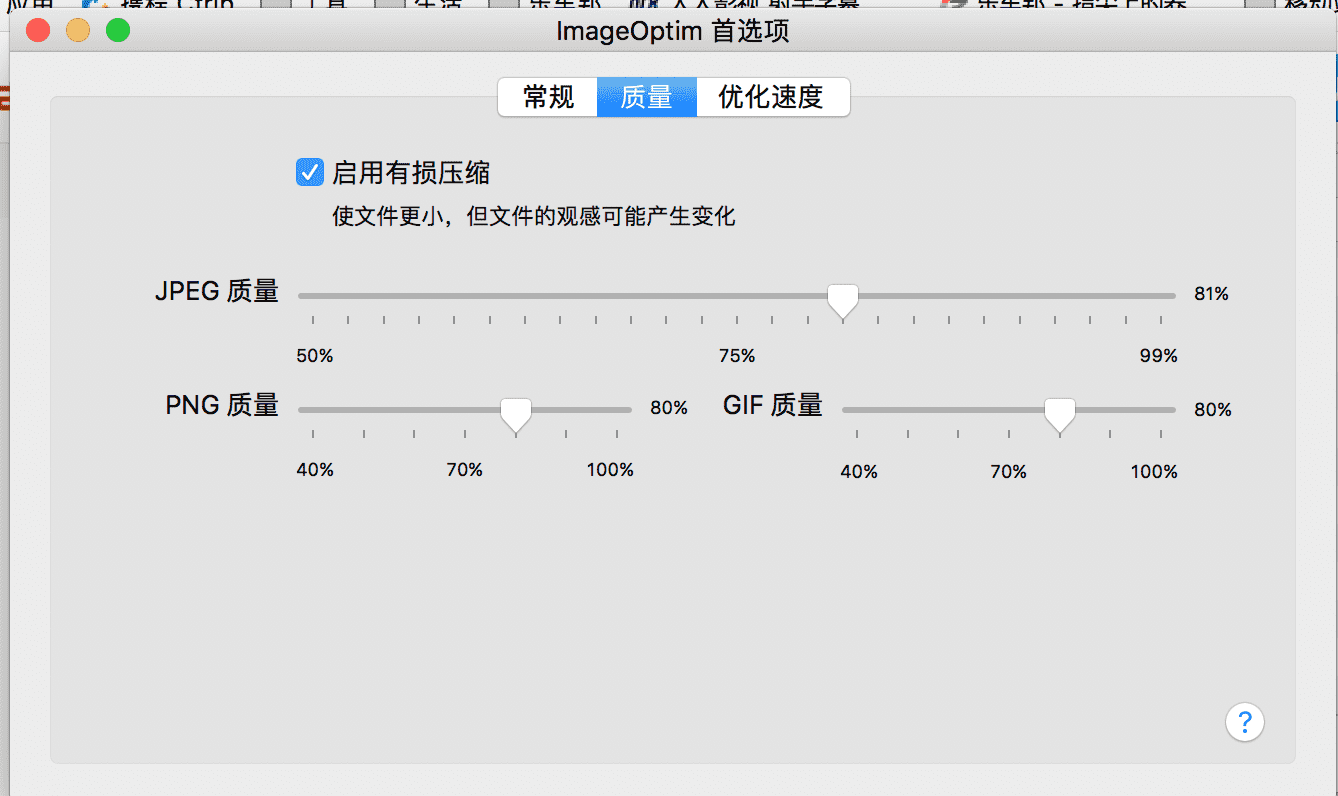 ImageOptim 首选项
常规 质量 优化速度
启用有损压缩
使文件更小，但文件的观感可能产生变化
JPEG 质量 81%
50% 75% 99%
PNG 质量 80% GIF 质量 80%
40% 70% 100% 40% 70% 100%
?